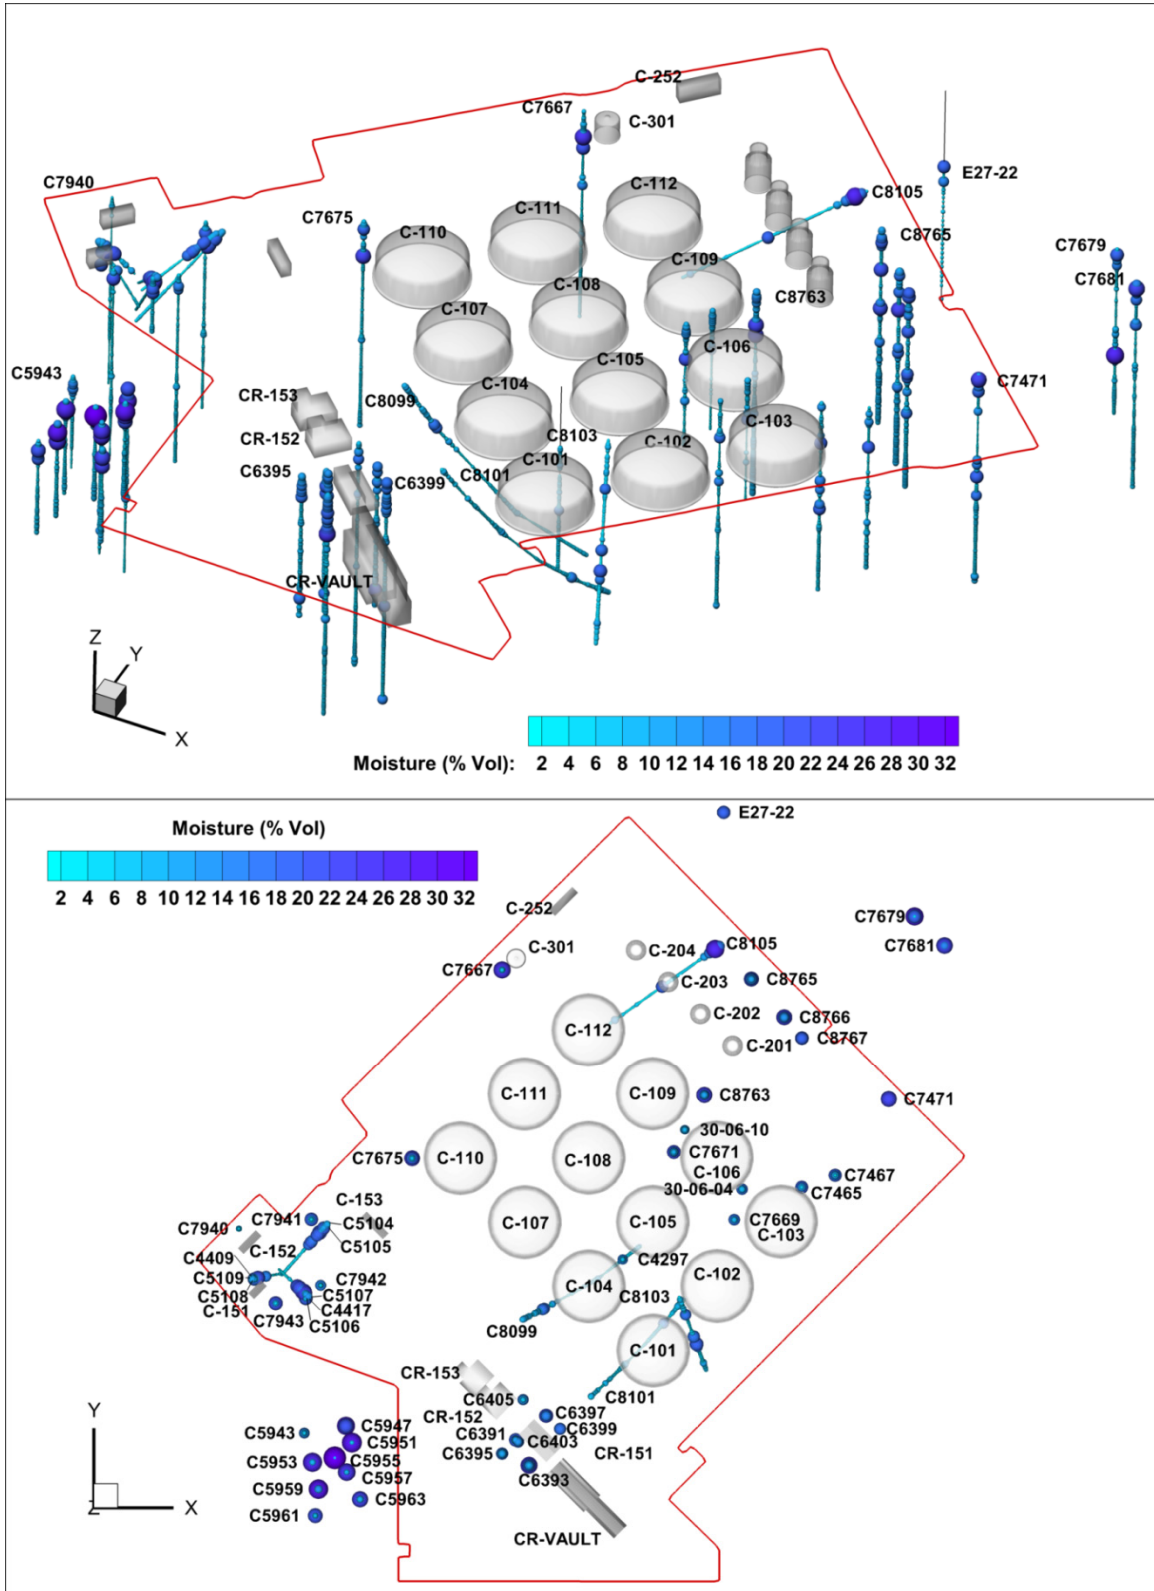 C-252
C7667
C-301
C7940
C-112
E27-22
C8105
C-111
C7675
C-110
C8765
C7679
C-109
C7681
C-108
C8763
C-107
C-106
C-105
C5943
C7471
C-104
CR-153
C8099
C-103
CR-152
C8103
C-102
C-101
C6395
C6399
C8101
CR-VAULT
Z
Y
X
Moisture (% Vol): 2 4 6 8 10 12 14 16 18 20 22 24 26 28 30 32
E27-22
Moisture (% Vol)
2 4 6 8 10 12 14 16 18 20 22 24 26 28 30 32
C-252
C7679
C-301
C-204
C8105
C7681
C7667
C-203
C8765
C-202
C8766
C-112
C8767
C-201
C-111
C-109
C8763
C7471
30-06-10
C7675
C-110
C-108
C7671
C-106
C7467
30-06-04
C7465
C-153
C7941
C5104
C7940
C-107
C-105
C7669
C-103
C5105
C-152
C4409
C4297
C5109
C7942
C-104
C-102
C5108
C5107
C8103
C-151
C4417
C7943
C5106
C8099
C-101
CR-153
C6405
C8101
CR-152
C6397
C5947
C5943
C6399
C5951
C6391
C6403
CR-151
C5955
C6395
C5953
C5957
C6393
C5959
C5963
C5961
CR-VAULT
Y
Z
X